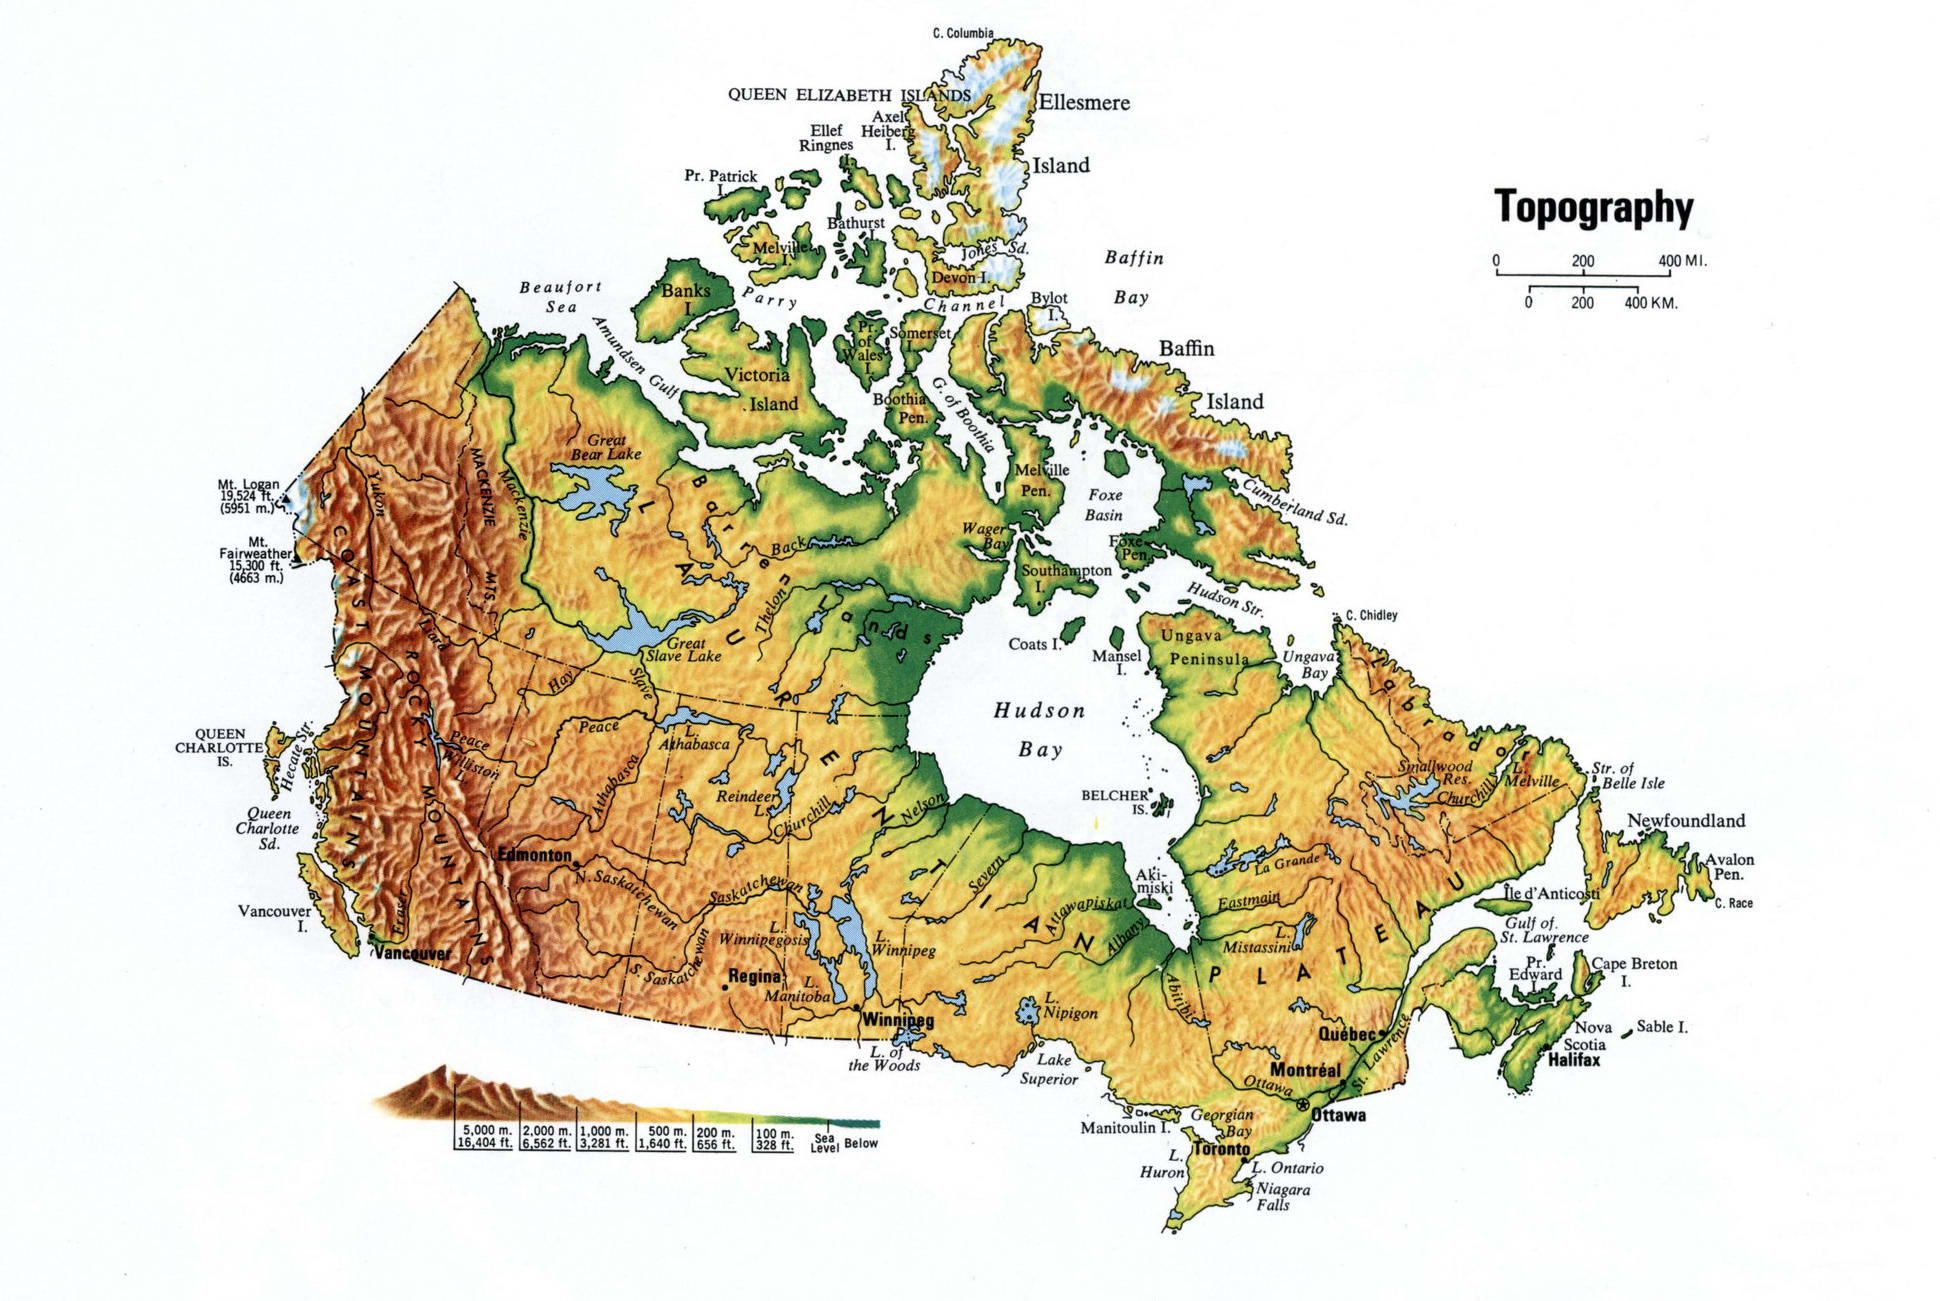 Topography
0 200 400 MI.
0 200 400 KM.
C. Columbia
QUEEN ELIZABETH ISLANDS
Ellesmere
Island
Axel
Heiberg
I.
Ellef
Ringnes
I.
Pr. Patrick
I.
Bathurst
I.
Melville
I.
Jones Sd.
Devon I.
Baffin
Bay
Beaufort
Sea
Banks
I.
Parry
Channel
Bylot
I.
Amundsen Gulf
Pr.
of
Wales
I.
Somerset
I.
Victoria
Island
Boothia
Pen.
G. of Boothia
Baffin
Island
Great
Bear Lake
Melville
Pen.
Foxe
Basin
Cumberland Sd.
Mt. Logan
19,524 ft.
(5951 m.)
Mt.
Fairweather
15,300 ft.
(4663 m.)
Yukon
MACKENZIE
MTS.
Mackenzie
Barren
Lands
Back
Wager
Bay
Foxe
Pen.
Southampton
I.
Thelon
Hudson Str.
C. Chidley
Coats I.
Mansel
I.
Ungava
Peninsula
Ungava
Bay
Labrador
COAST
MOUNTAINS
ROCKY
MOUNTAINS
Liard
Great
Slave Lake
Hay
Slave
LAURENTIAN
PLATEAU
Hudson
Bay
QUEEN
CHARLOTTE
IS.
Hecate Str.
Queen
Charlotte
Sd.
Peace
Williston
L.
Peace
L.
Athabasca
Athabasca
Reindeer
L.
Churchill
Nelson
BELCHER
IS.
Smallwood
Res.
Churchill
L.
Melville
Str. of
Belle Isle
Newfoundland
Avalon
Pen.
C. Race
Edmonton
N. Saskatchewan
Saskatchewan
S. Saskatchewan
Severn
Attawapiskat
Albany
Aki-
miski
I.
La Grande
Eastmain
L.
Mistassini
Île d'Anticosti
Gulf of
St. Lawrence
Vancouver
I.
Fraser
Vancouver
L.
Winnipegosis
L.
Winnipeg
Regina
L.
Manitoba
Winnipeg
L. of
the Woods
L.
Nipigon
Lake
Superior
Abitibi
Pr.
Edward
I.
Cape Breton
I.
Nova
Scotia
Sable I.
Halifax
Québec
St. Lawrence
Montréal
Ottawa
Ottawa
Georgian
Bay
Manitoulin I.
L.
Huron
Toronto
L. Ontario
Niagara
Falls
5,000 m. 2,000 m. 1,000 m. 500 m. 200 m. 100 m. Sea Level Below
16,404 ft. 6,562 ft. 3,281 ft. 1,640 ft. 656 ft. 328 ft.